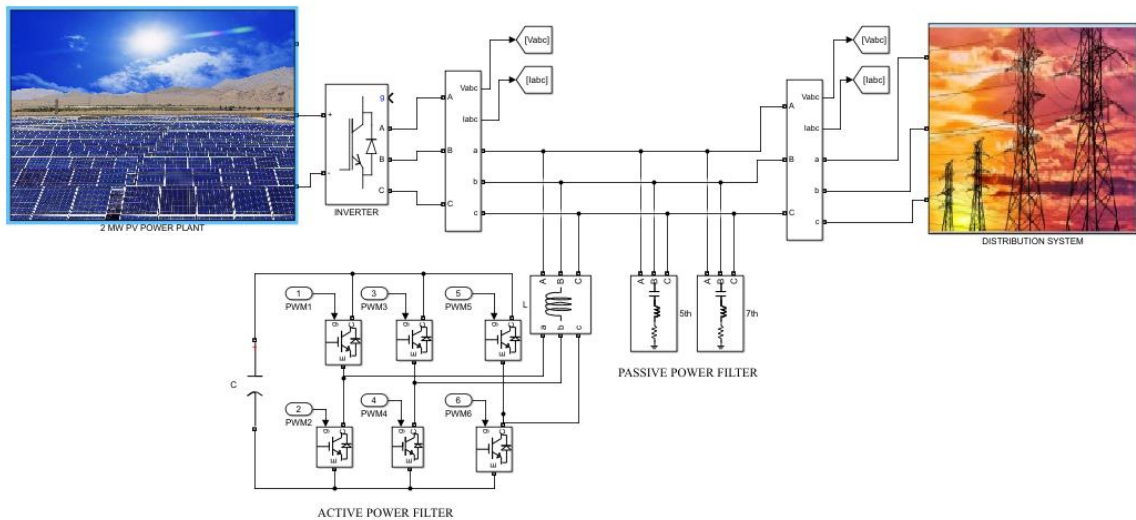 [Vabc]
[Iabc]
[Vabc]
[Iabc]
g
+
A
B
-
C
INVERTER
2 MW PV POWER PLANT
A
Vabc
Iabc
B
a
b
C
c
A
Vabc
Iabc
B
a
b
C
c
DISTRIBUTION SYSTEM
A
B
C
L
a
b
c
A
B
C
5th
A
B
C
7th
PASSIVE POWER FILTER
1
PWM1
3
PWM3
5
PWM5
g
C
E
g
C
E
g
C
E
+
C
2
PWM2
4
PWM4
6
PWM6
g
C
E
g
C
E
g
C
E
ACTIVE POWER FILTER